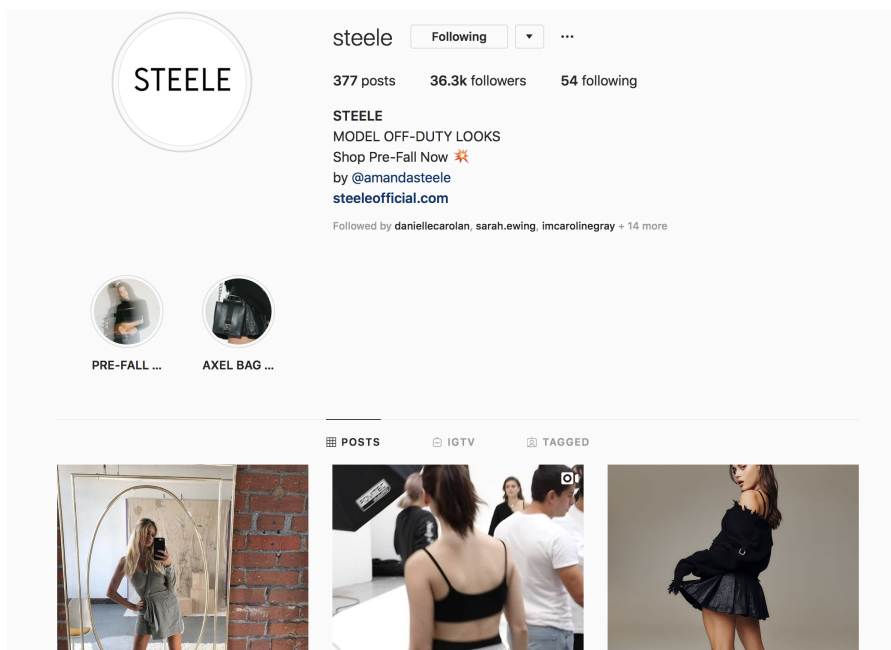 STEELE
steele Following ▼ •••
377 posts 36.3k followers 54 following
STEELE
MODEL OFF-DUTY LOOKS
Shop Pre-Fall Now 💥
by @amandasteele
steeleofficial.com
Followed by daniellecarolan, sarah.ewing, imcarolinegray + 14 more
PRE-FALL ... AXEL BAG ...
POSTS IGTV TAGGED